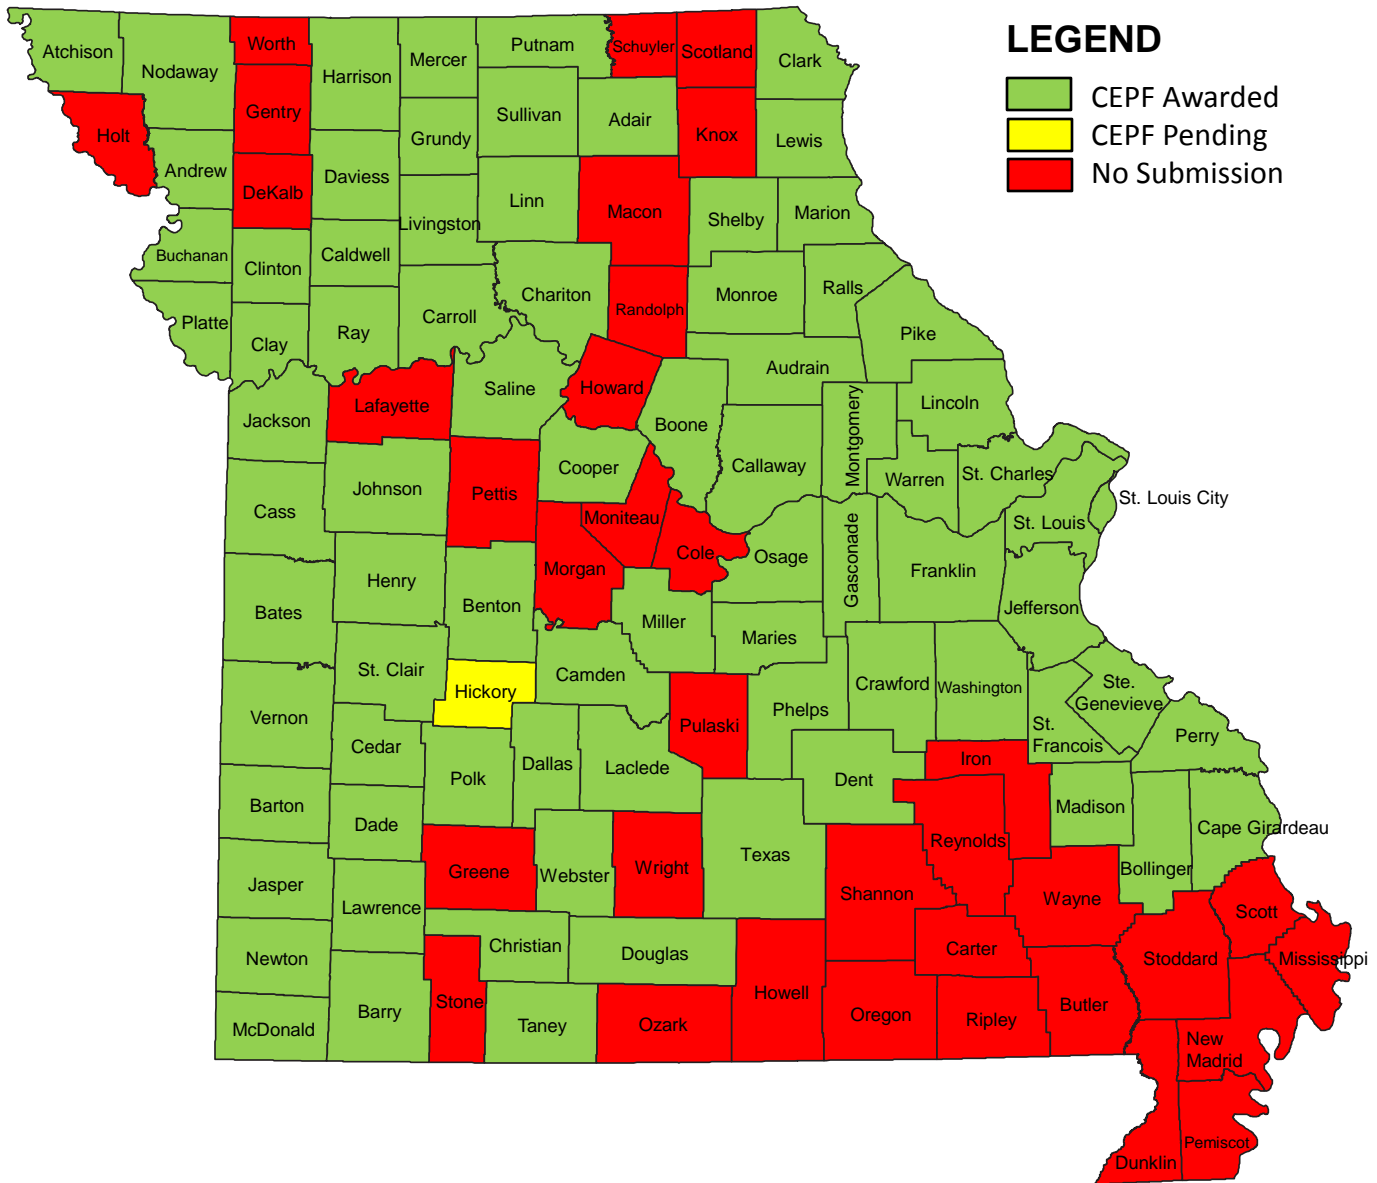 LEGEND
CEPF Awarded
CEPF Pending
No Submission
Atchison
Nodaway
Worth
Harrison
Mercer
Putnam
Schuyler
Scotland
Clark
Holt
Gentry
Sullivan
Adair
Knox
Lewis
Andrew
DeKalb
Daviess
Grundy
Linn
Macon
Shelby
Marion
Buchanan
Clinton
Caldwell
Livingston
Chariton
Randolph
Monroe
Ralls
Platte
Clay
Ray
Carroll
Pike
Jackson
Lafayette
Saline
Howard
Boone
Audrain
Montgomery
Lincoln
Cass
Johnson
Pettis
Cooper
Moniteau
Callaway
Warren
St. Charles
St. Louis City
St. Louis
Bates
Henry
Benton
Morgan
Cole
Osage
Gasconade
Franklin
Jefferson
Miller
Maries
Vernon
St. Clair
Hickory
Camden
Pulaski
Phelps
Crawford
Washington
St.
Francois
Ste.
Genevieve
Perry
Cedar
Polk
Dallas
Laclede
Dent
Iron
Barton
Dade
Madison
Cape Girardeau
Jasper
Lawrence
Greene
Webster
Wright
Texas
Shannon
Reynolds
Wayne
Bollinger
Scott
Newton
Christian
Douglas
Carter
Stoddard
Mississippi
McDonald
Barry
Stone
Taney
Ozark
Howell
Oregon
Ripley
Butler
New
Madrid
Dunklin
Pemiscot